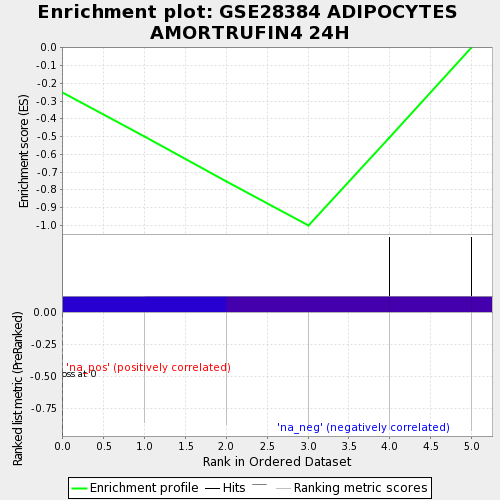 Enrichment plot: GSE28384 ADIPOCYTES
AMORTRUFIN4 24H
Enrichment score (ES)
0.0
-0.1
-0.2
-0.3
-0.4
-0.5
-0.6
-0.7
-0.8
-0.9
-1.0
Ranked list metric (PreRanked)
0.00
-0.25
-0.50
-0.75
'na_pos' (positively correlated)
oss at 0
'na_neg' (negatively correlated)
0.0 0.5 1.0 1.5 2.0 2.5 3.0 3.5 4.0 4.5 5.0
Rank in Ordered Dataset
Enrichment profile Hits Ranking metric scores